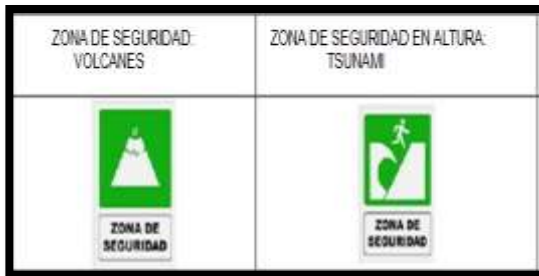 ZONA DE SEGURIDAD:
VOLCANES
ZONA DE SEGURIDAD EN ALTURA:
TSUNAMI
ZONA DE
SEGURIDAD
ZONA DE
SEGURIDAD